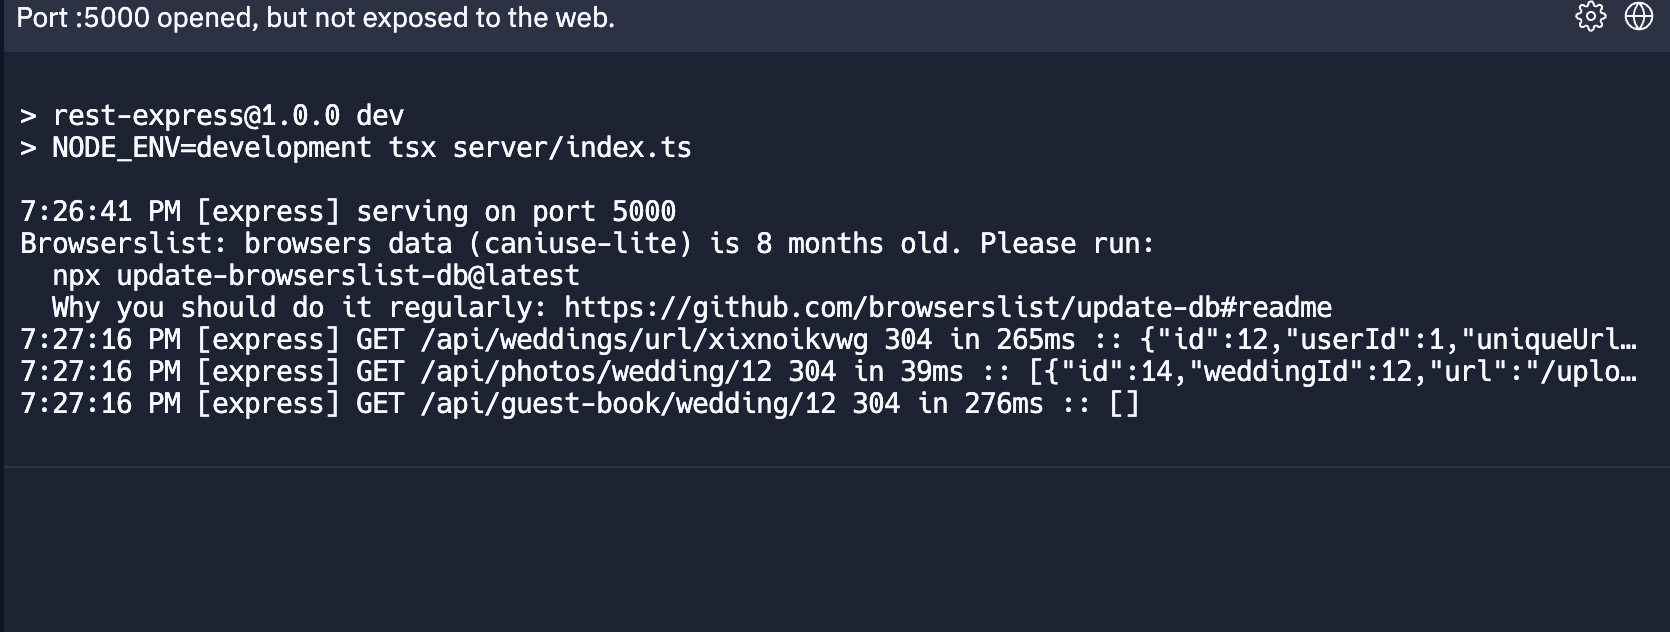 Port :5000 opened, but not exposed to the web.
> rest-express@1.0.0 dev
> NODE_ENV=development tsx server/index.ts
7:26:41 PM [express] serving on port 5000
Browserslist: browsers data (caniuse-lite) is 8 months old. Please run:
  npx update-browserslist-db@latest
  Why you should do it regularly: https://github.com/browserslist/update-db#readme
7:27:16 PM [express] GET /api/weddings/url/xixnoikvwg 304 in 265ms :: {"id":12,"userId":1,"uniqueUrl…
7:27:16 PM [express] GET /api/photos/wedding/12 304 in 39ms :: [{"id":14,"weddingId":12,"url":"/uplo…
7:27:16 PM [express] GET /api/guest-book/wedding/12 304 in 276ms :: []